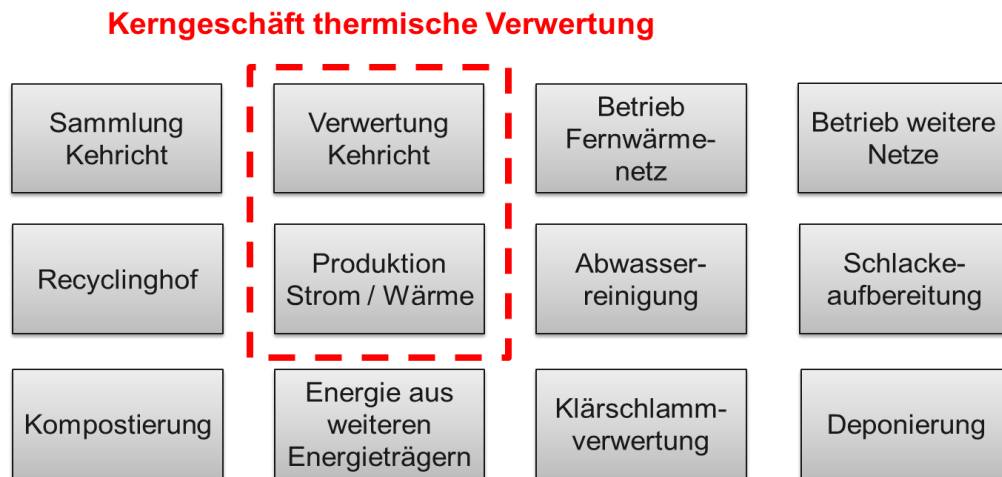 Kerngeschäft thermische Verwertung
Sammlung
Kehricht
Verwertung
Kehricht
Betrieb
Fernwärme-
netz
Betrieb weitere
Netze
Recyclinghof
Produktion
Strom / Wärme
Abwasser-
reinigung
Schlacke-
aufbereitung
Kompostierung
Energie aus
weiteren
Energieträgern
Klärschlamm-
verwertung
Deponierung